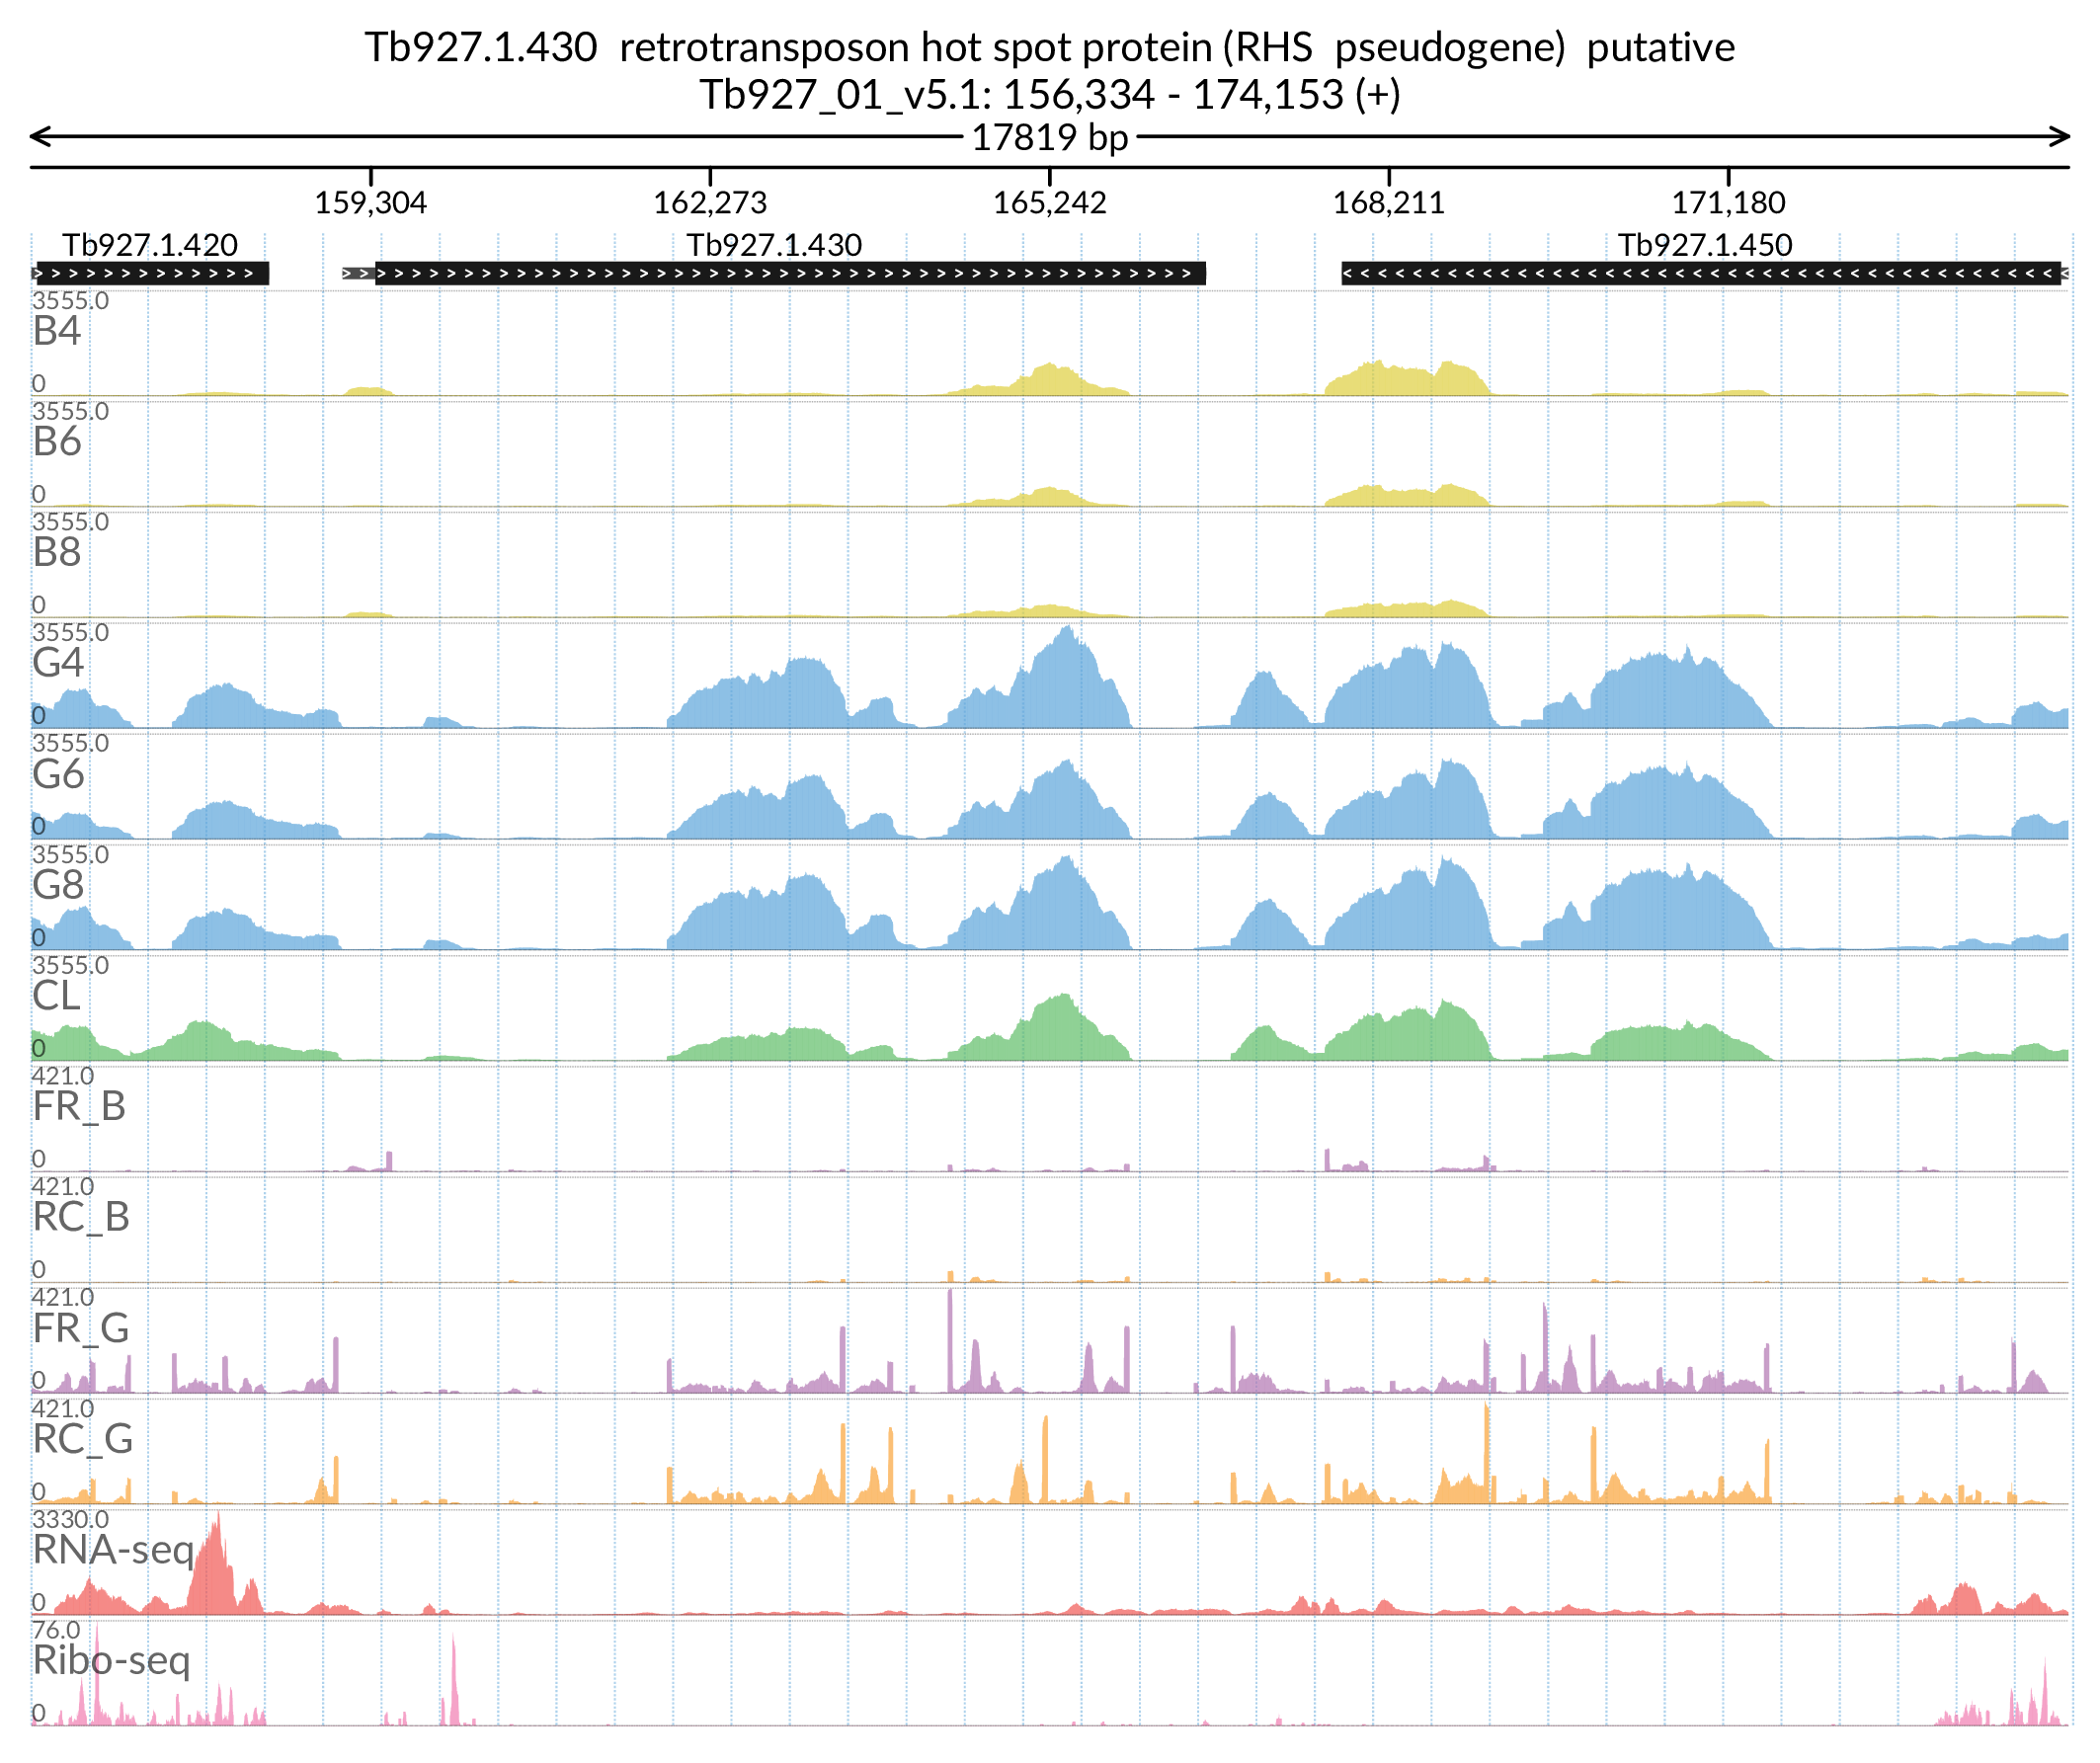 Tb927.1.430 retrotransposon hot spot protein (RHS pseudogene) putative
Tb927_01_v5.1: 156,334 - 174,153 (+)
17819 bp
159,304 162,273 165,242 168,211 171,180
Tb927.1.420 Tb927.1.430 Tb927.1.450
3555.0
B4
0
3555.0
B6
0
3555.0
B8
0
3555.0
G4
0
3555.0
G6
0
3555.0
G8
0
3555.0
CL
0
421.0
FR_B
0
421.0
RC_B
0
421.0
FR_G
0
421.0
RC_G
0
3330.0
RNA-seq
0
76.0
Ribo-seq
0